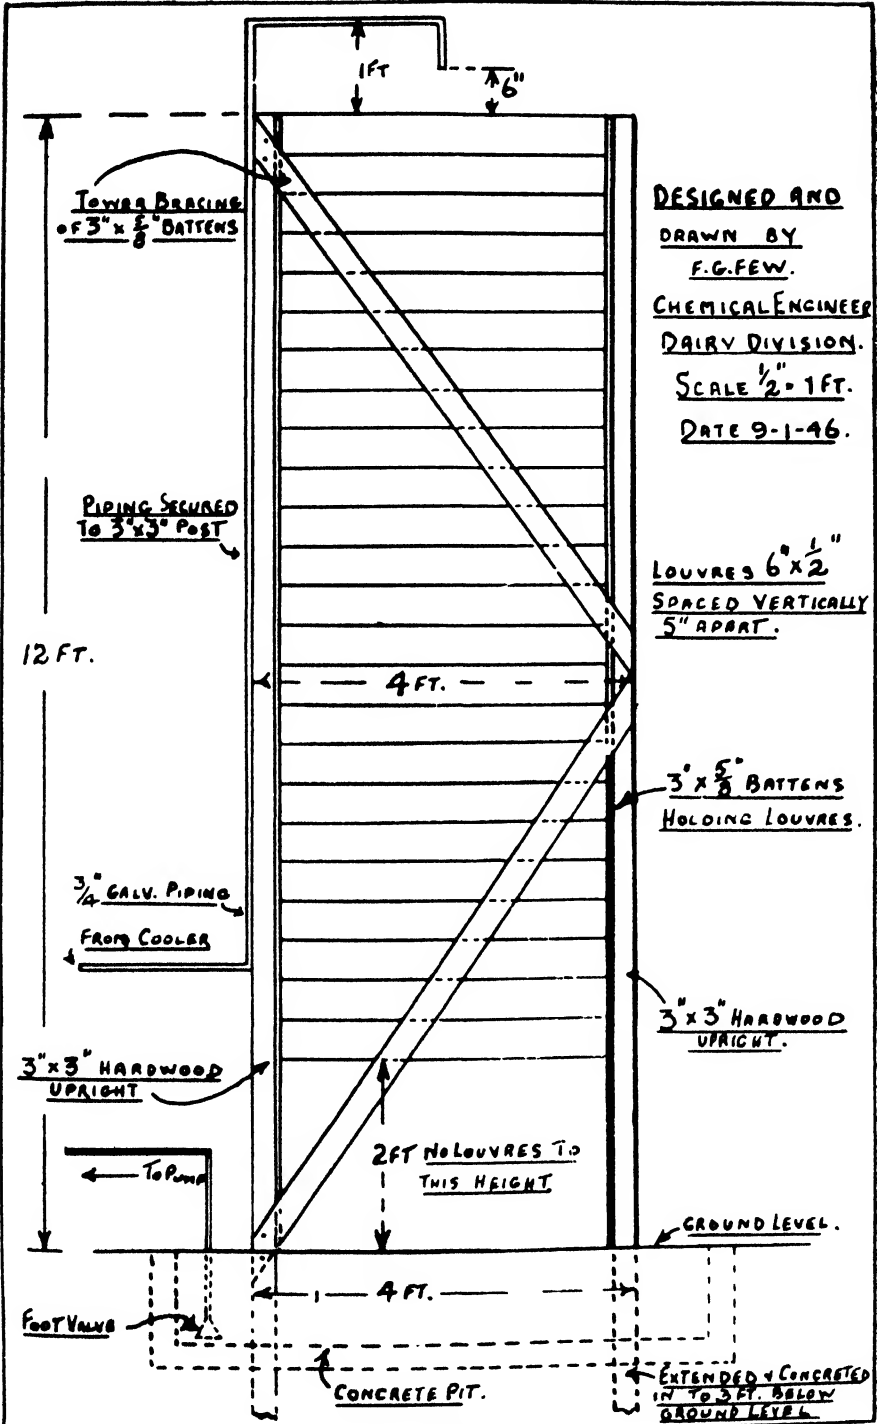 1FT
6"
TOWER BRACING
OF 3" x 5/8" BATTENS
DESIGNED AND
DRAWN BY
F.G.FEW.
CHEMICAL ENGINEER
DAIRY DIVISION.
SCALE 1/2" = 1 FT.
DATE 9-1-46.
PIPING SECURED
TO 3"x3" POST
LOUVRES 6" x 1/2"
SPACED VERTICALLY
5" APART.
12 FT.
4 FT.
3" x 5/8" BATTENS
HOLDING LOUVRES.
3/4" GALV. PIPING
FROM COOLER
3"x 3" HARDWOOD
UPRIGHT.
3"x 3" HARDWOOD
UPRIGHT
2FT NO LOUVRES TO
THIS HEIGHT
TO PUMP
GROUND LEVEL.
4 FT.
FOOT VALVE
CONCRETE PIT.
EXTENDED & CONCRETED
IN TO 3 FT. BELOW
GROUND LEVEL